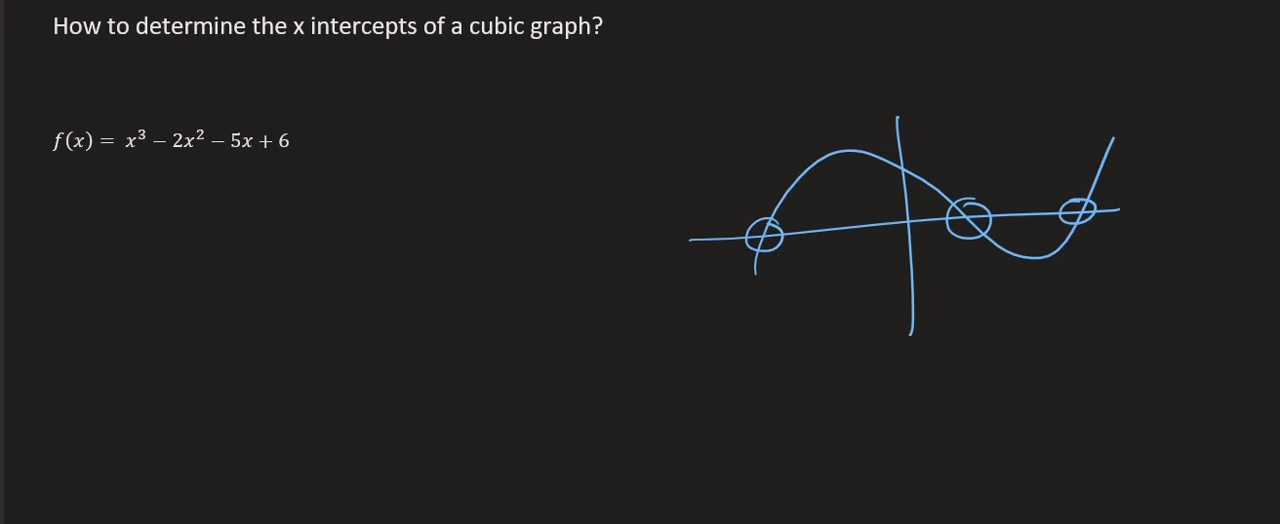 How to determine the x intercepts of a cubic graph?
f(x) = x³ − 2x² − 5x + 6